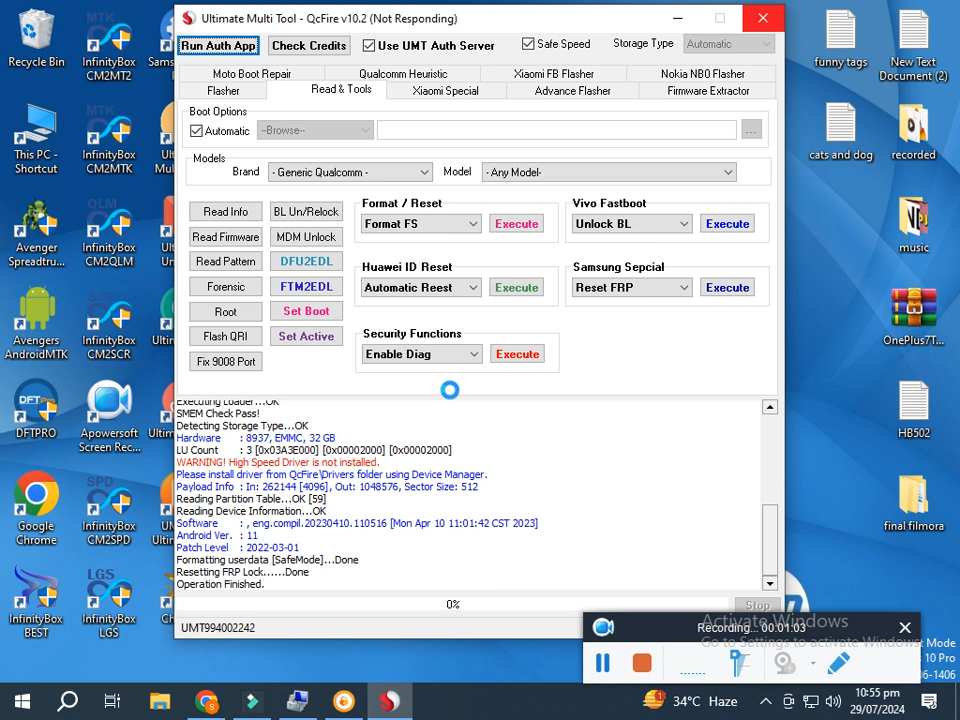 Ultimate Multi Tool - QcFire v10.2 (Not Responding)
Run Auth App
Check Credits
Use UMT Auth Server
Safe Speed
Storage Type
Automatic
Moto Boot Repair
Qualcomm Heuristic
Xiaomi FB Flasher
Nokia NB0 Flasher
Flasher
Read & Tools
Xiaomi Special
Advance Flasher
Firmware Extractor
Boot Options
Automatic
--Browse--
...
Models
Brand
- Generic Qualcomm -
Model
- Any Model-
Read Info
BL Un/Relock
Read Firmware
MDM Unlock
Read Pattern
DFU2EDL
Forensic
FTM2EDL
Root
Set Boot
Flash QRI
Set Active
Fix 9008 Port
Format / Reset
Format FS
Execute
Vivo Fastboot
Unlock BL
Execute
Huawei ID Reset
Automatic Reest
Execute
Samsung Sepcial
Reset FRP
Execute
Security Functions
Enable Diag
Execute
Executing Loader...OK
SMEM Check Pass!
Detecting Storage Type...OK
Hardware : 8937, EMMC, 32 GB
LU Count : 3 [0x03A3E000] [0x00002000] [0x00002000]
WARNING! High Speed Driver is not installed.
Please install driver from QcFire\Drivers folder using Device Manager.
Payload Info : In: 262144 [4096], Out: 1048576, Sector Size: 512
Reading Partition Table...OK [59]
Reading Device Information...OK
Software : , eng.compil.20230410.110516 [Mon Apr 10 11:01:42 CST 2023]
Android Ver. : 11
Patch Level : 2022-03-01
Formatting userdata [SafeMode]...Done
Resetting FRP Lock......Done
Operation Finished.
0%
Stop
UMT994002242
Recycle Bin
InfinityBox
CM2MT2
This PC -
Shortcut
InfinityBox
CM2MTK
Avenger
Spreadtru...
InfinityBox
CM2QLM
Avengers
AndroidMTK
InfinityBox
CM2SCR
DFTPRO
Apowersoft
Screen Rec...
Google
Chrome
InfinityBox
CM2SPD
InfinityBox
BEST
InfinityBox
LGS
funny tags
New Text
Document (2)
cats and dog
recorded
music
OnePlus7T...
HB502
final filmora
Activate Windows
Go to Settings to activate Windows
Recording... 00:01:03
34°C Haze
10:55 pm
29/07/2024